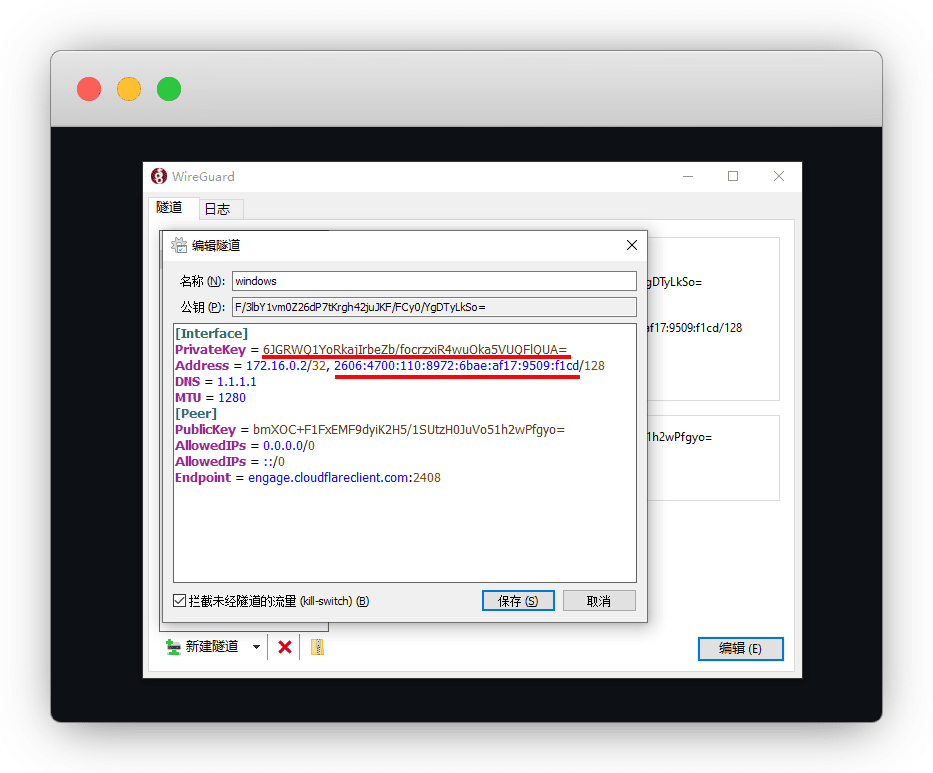 WireGuard
隧道 日志
编辑隧道
名称 (N): windows
公钥 (P): F/3lbY1vm0Z26dP7tKrgh42juJKF/FCy0/YgDTyLkSo=
gDTyLkSo=
[Interface]
PrivateKey = 6JGRWQ1YoRkajIrbeZb/focrzxiR4wuOka5VUQFlQUA=
af17:9509:f1cd/128
Address = 172.16.0.2/32, 2606:4700:110:8972:6bae:af17:9509:f1cd/128
DNS = 1.1.1.1
MTU = 1280
[Peer]
PublicKey = bmXOC+F1FxEMF9dyiK2H5/1SUtzH0JuVo51h2wPfgyo=
1h2wPfgyo=
AllowedIPs = 0.0.0.0/0
AllowedIPs = ::/0
Endpoint = engage.cloudflareclient.com:2408
拦截未经隧道的流量 (kill-switch) (B)
保存 (S) 取消
新建隧道
编辑 (E)